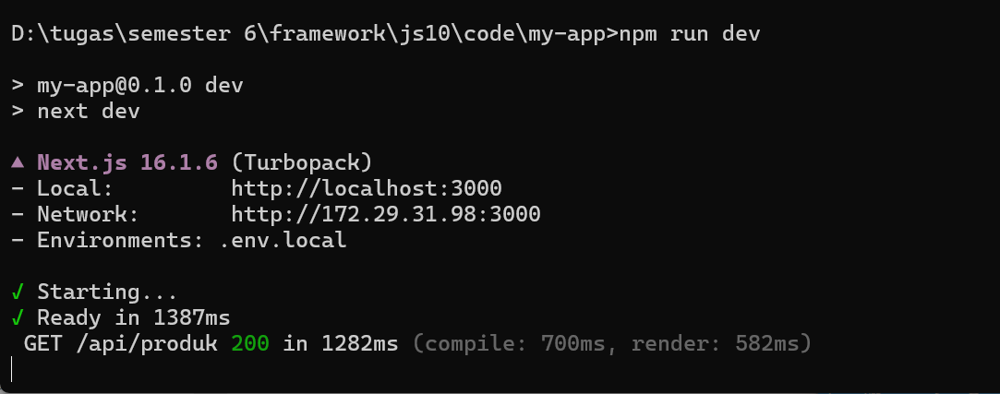 D:\tugas\semester 6\framework\js10\code\my-app>npm run dev
> my-app@0.1.0 dev
> next dev
▲ Next.js 16.1.6 (Turbopack)
- Local: http://localhost:3000
- Network: http://172.29.31.98:3000
- Environments: .env.local
✓ Starting...
✓ Ready in 1387ms
GET /api/produk 200 in 1282ms (compile: 700ms, render: 582ms)